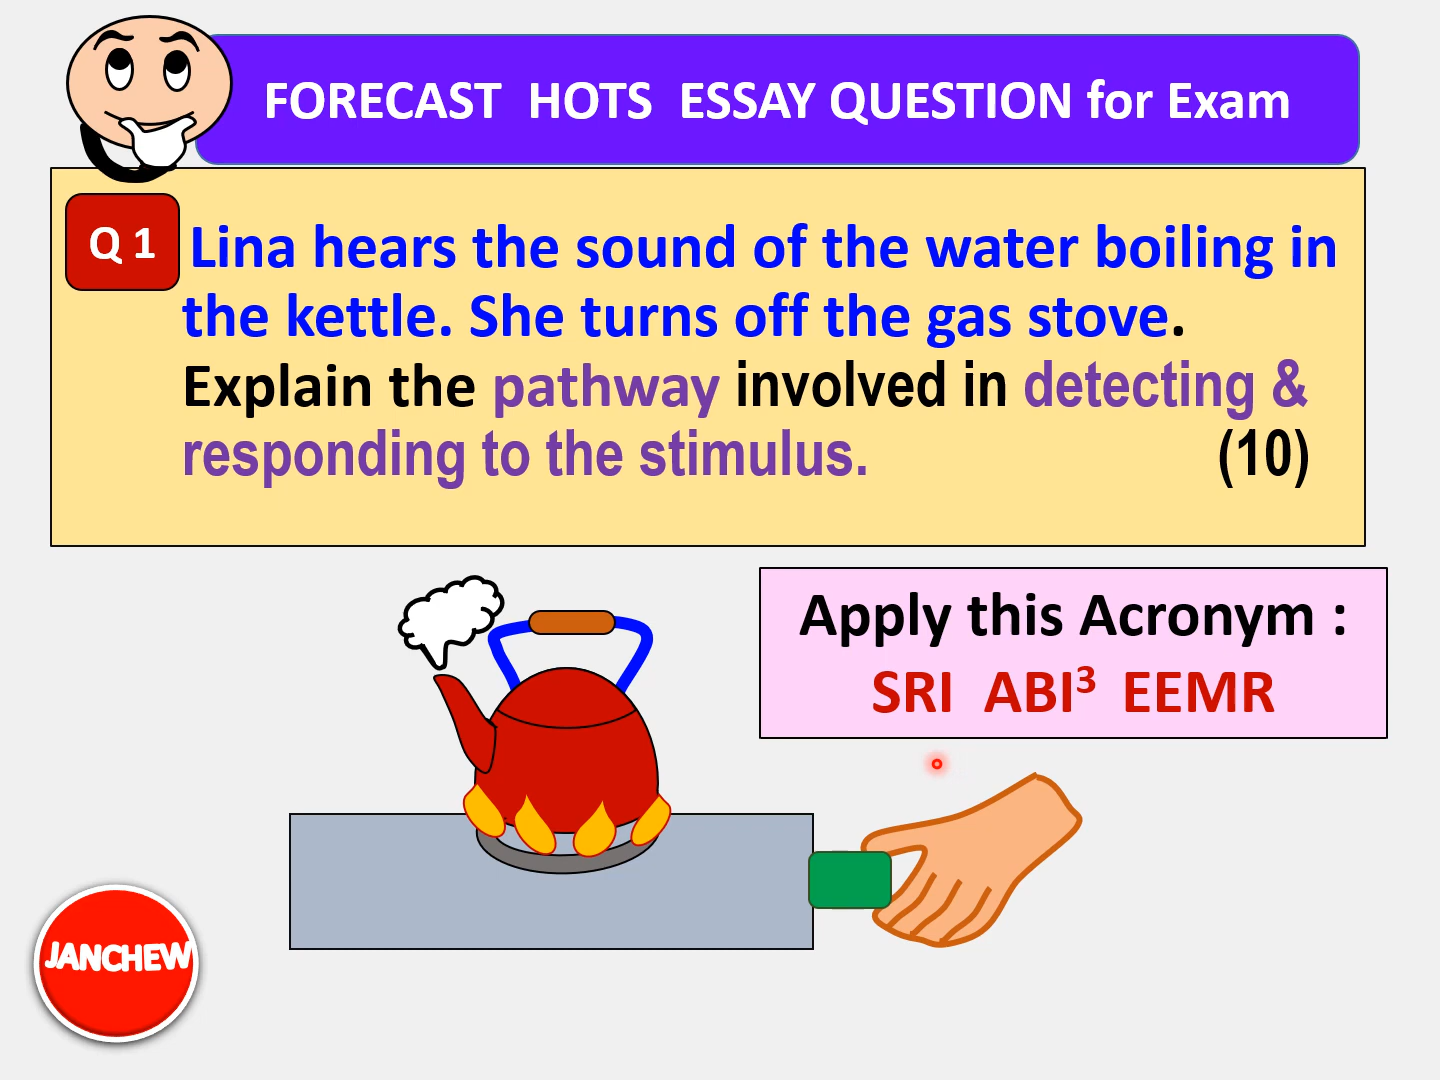 FORECAST HOTS ESSAY QUESTION for Exam
Q 1
Lina hears the sound of the water boiling in
the kettle. She turns off the gas stove.
Explain the pathway involved in detecting &
responding to the stimulus. (10)
Apply this Acronym :
SRI ABI³ EEMR
JANCHEW